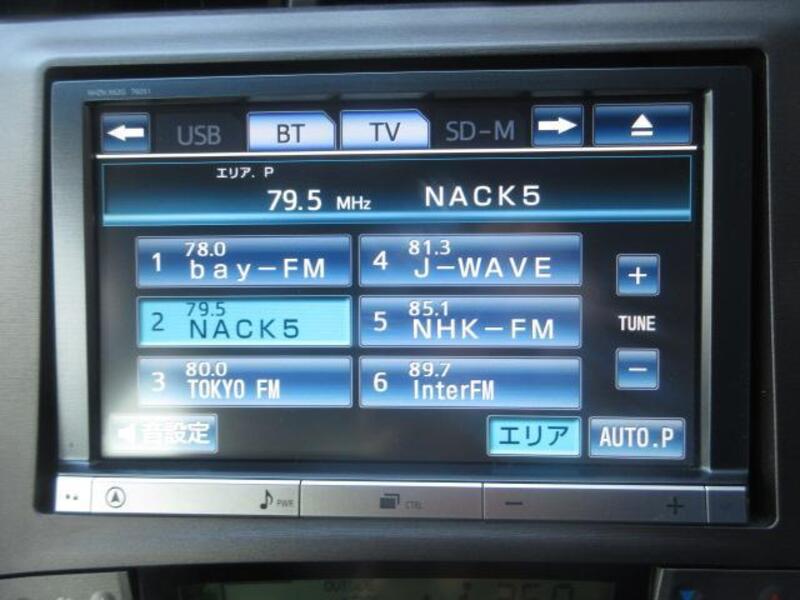 USB BT TV SD-M
エリア. P
79.5 MHz NACK5
1 78.0 bay-FM
4 81.3 J-WAVE
2 79.5 NACK5
5 85.1 NHK-FM
3 80.0 TOKYO FM
6 89.7 InterFM
+
TUNE
-
音設定 エリア AUTO.P
PWR CTRL - +